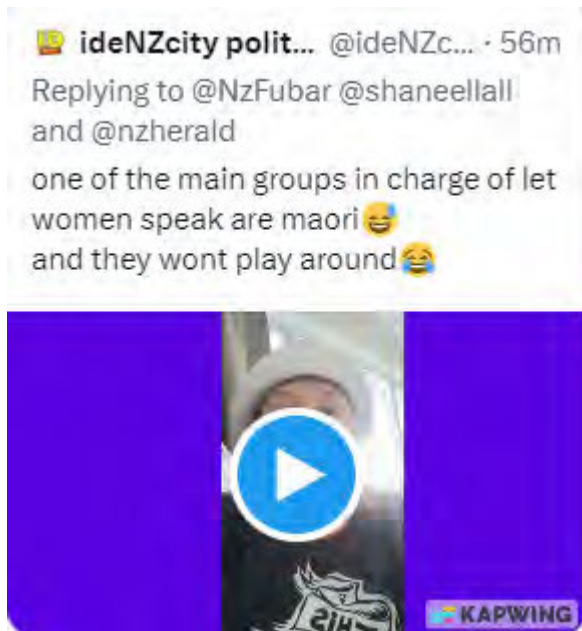 ideNZcity polit... @ideNZc... · 56m
Replying to @NzFubar @shaneellall
and @nzherald
one of the main groups in charge of let
women speak are maori😅
and they wont play around😂
KAPWING